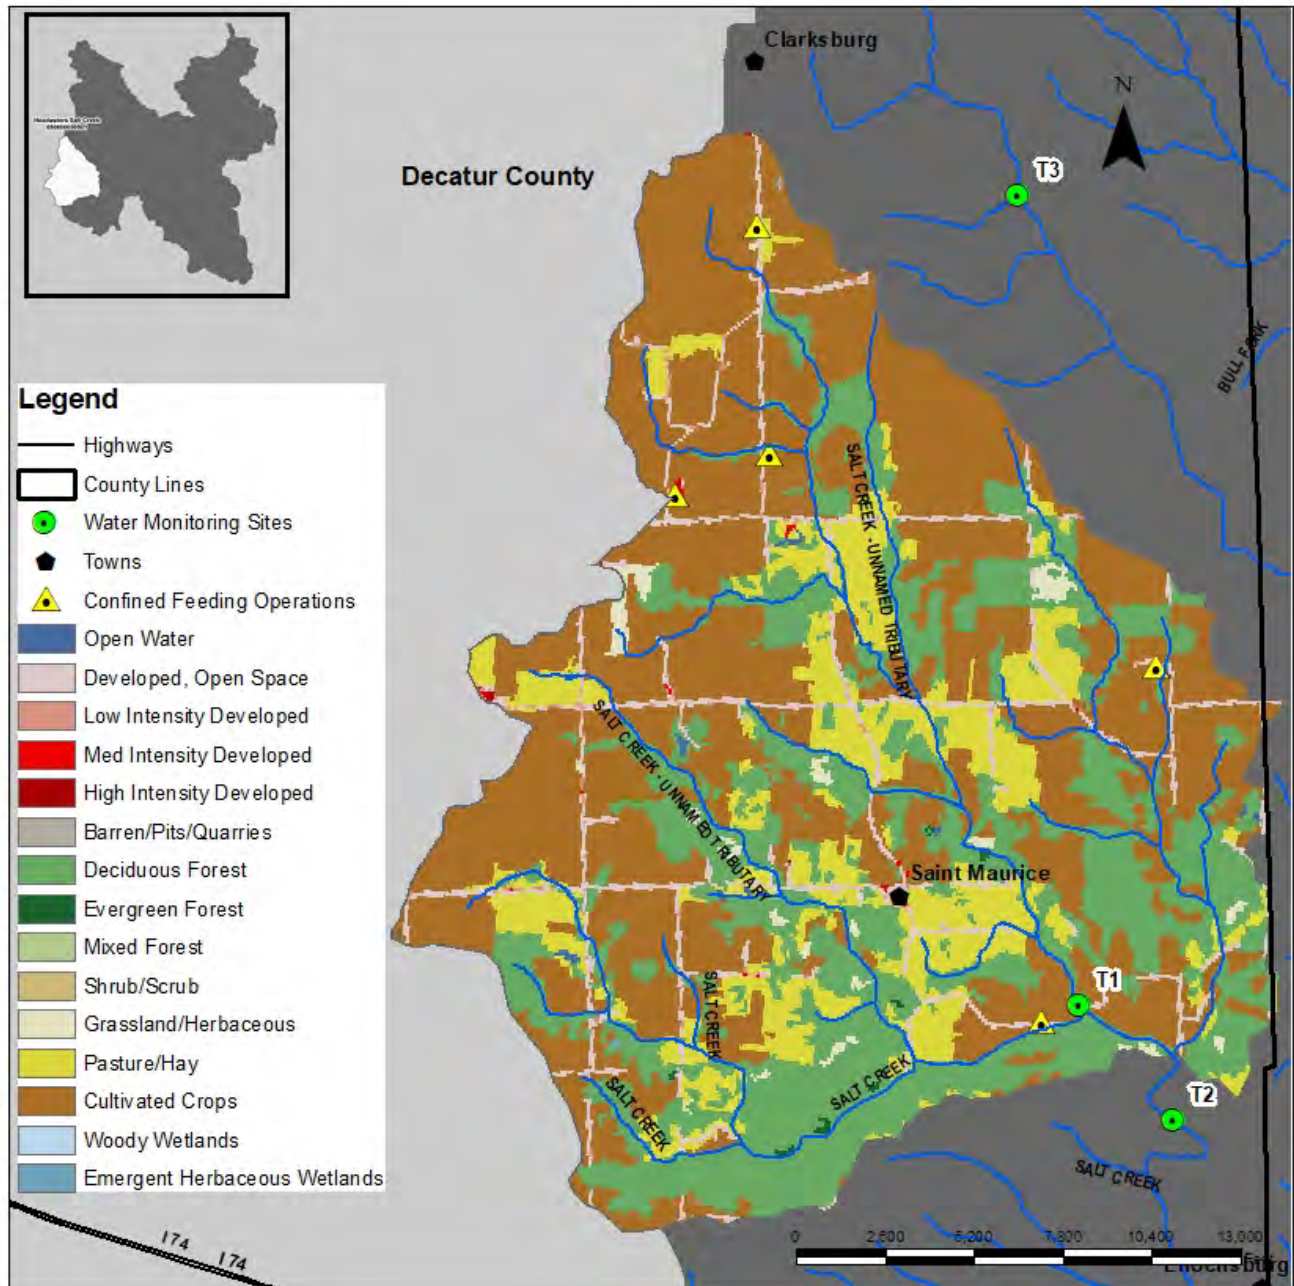 Clarksburg
N
Headwaters Salt Creek
T3
Decatur County
BULL FORK
Legend
Highways
County Lines
Water Monitoring Sites
Towns
Confined Feeding Operations
Open Water
Developed, Open Space
Low Intensity Developed
Med Intensity Developed
High Intensity Developed
Barren/Pits/Quarries
Deciduous Forest
Evergreen Forest
Mixed Forest
Shrub/Scrub
Grassland/Herbaceous
Pasture/Hay
Cultivated Crops
Woody Wetlands
Emergent Herbaceous Wetlands
SALT CREEK - UNNAMED TRIBUTARY
SALT CREEK - UNNAMED TRIBUTARY
Saint Maurice
SALT CREEK
T1
SALT CREEK
SALT CREEK
T2
SALT CREEK
I 74
I 74
0 2,600 5,200 7,800 10,400 13,000
Enochsburg